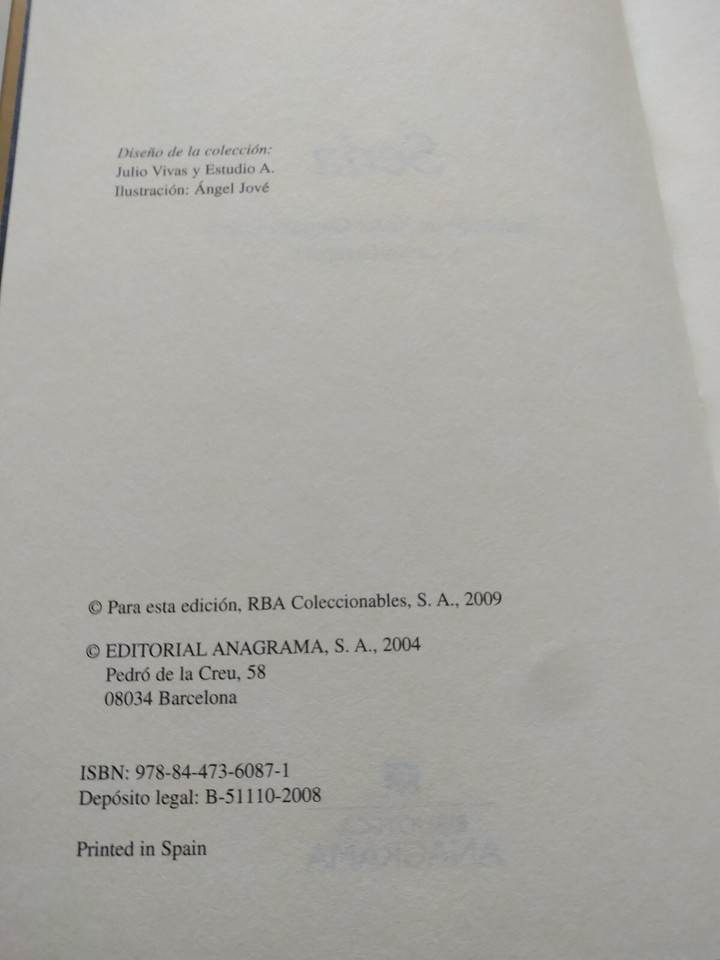 Diseño de la colección:
Julio Vivas y Estudio A.
Ilustración: Ángel Jové
© Para esta edición, RBA Coleccionables, S. A., 2009
© EDITORIAL ANAGRAMA, S. A., 2004
Pedró de la Creu, 58
08034 Barcelona
ISBN: 978-84-473-6087-1
Depósito legal: B-51110-2008
Printed in Spain